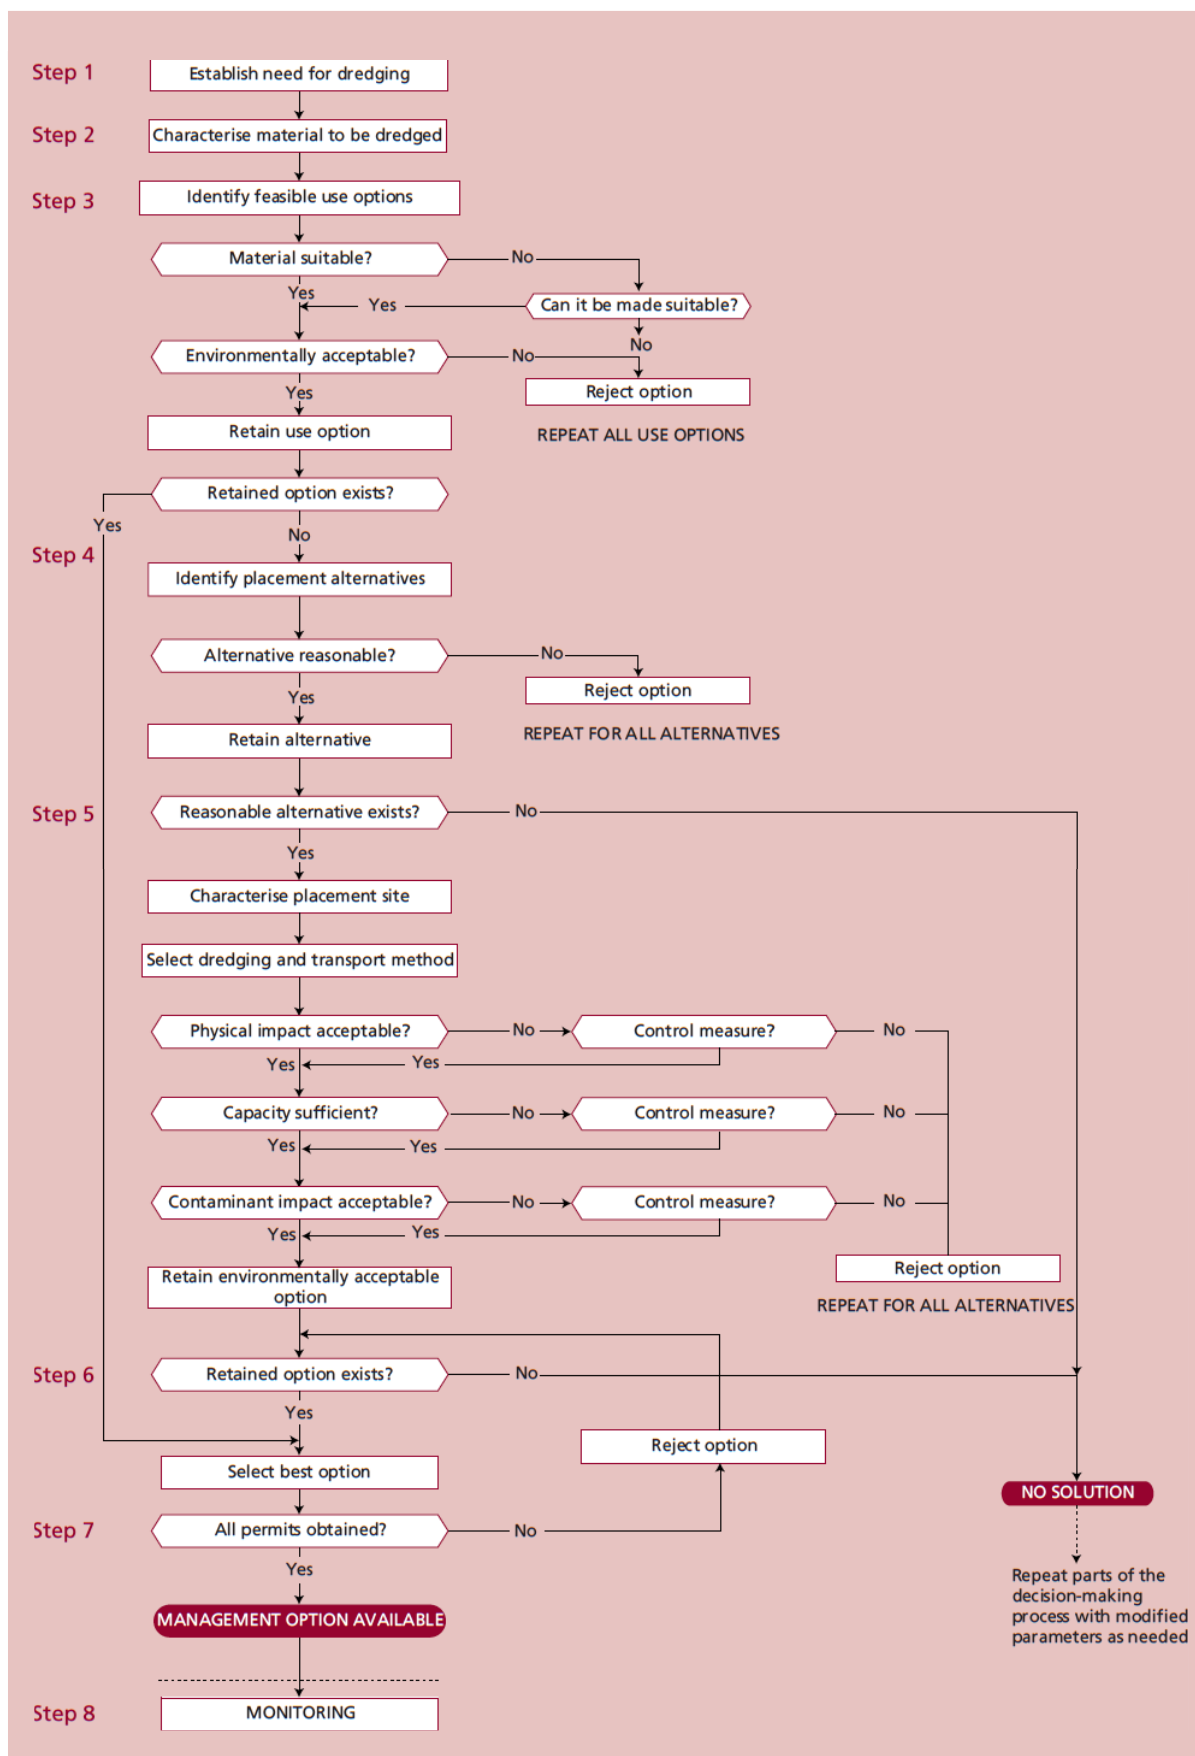 Step 1
Establish need for dredging
Step 2
Characterise material to be dredged
Step 3
Identify feasible use options
Material suitable?
No
Yes
Yes
Can it be made suitable?
No
Environmentally acceptable?
No
Yes
Reject option
Retain use option
REPEAT ALL USE OPTIONS
Retained option exists?
Yes
No
Step 4
Identify placement alternatives
Alternative reasonable?
No
Yes
Reject option
Retain alternative
REPEAT FOR ALL ALTERNATIVES
Step 5
Reasonable alternative exists?
No
Yes
Characterise placement site
Select dredging and transport method
Physical impact acceptable?
No
Control measure?
No
Yes
Yes
Capacity sufficient?
No
Control measure?
No
Yes
Yes
Contaminant impact acceptable?
No
Control measure?
No
Yes
Yes
Retain environmentally acceptable
option
Reject option
REPEAT FOR ALL ALTERNATIVES
Step 6
Retained option exists?
No
Yes
Reject option
Select best option
NO SOLUTION
Step 7
All permits obtained?
No
Yes
Repeat parts of the
decision-making
process with modified
parameters as needed
MANAGEMENT OPTION AVAILABLE
Step 8
MONITORING